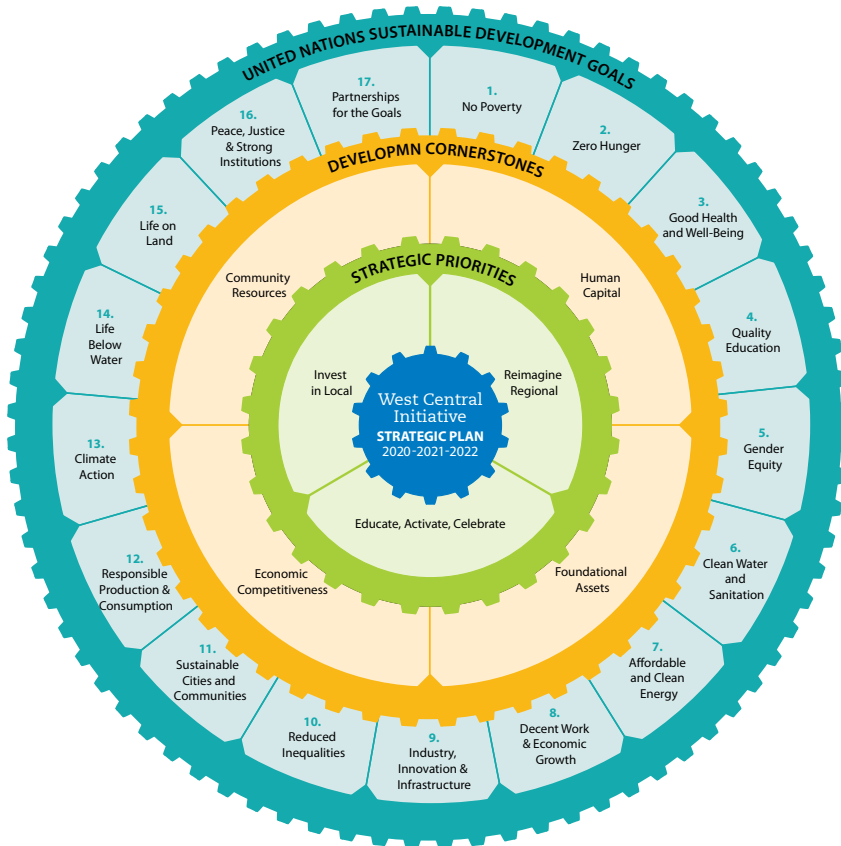 UNITED NATIONS SUSTAINABLE DEVELOPMENT GOALS
1.
No Poverty
2.
Zero Hunger
3.
Good Health
and Well-Being
4.
Quality
Education
5.
Gender
Equity
6.
Clean Water
and
Sanitation
7.
Affordable
and Clean
Energy
8.
Decent Work
& Economic
Growth
9.
Industry,
Innovation &
Infrastructure
10.
Reduced
Inequalities
11.
Sustainable
Cities and
Communities
12.
Responsible
Production &
Consumption
13.
Climate
Action
14.
Life
Below
Water
15.
Life on
Land
16.
Peace, Justice
& Strong
Institutions
17.
Partnerships
for the Goals
DEVELOPMN CORNERSTONES
Human
Capital
Foundational
Assets
Economic
Competitiveness
Community
Resources
STRATEGIC PRIORITIES
Invest
in Local
Reimagine
Regional
Educate, Activate, Celebrate
West Central
Initiative
STRATEGIC PLAN
2020-2021-2022